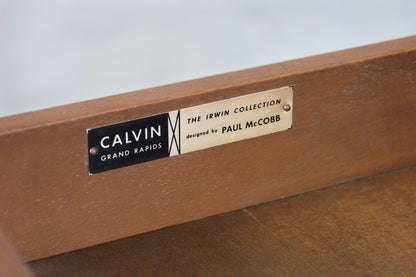 CALVIN
GRAND RAPIDS
THE IRWIN COLLECTION
designed by PAUL McCOBB